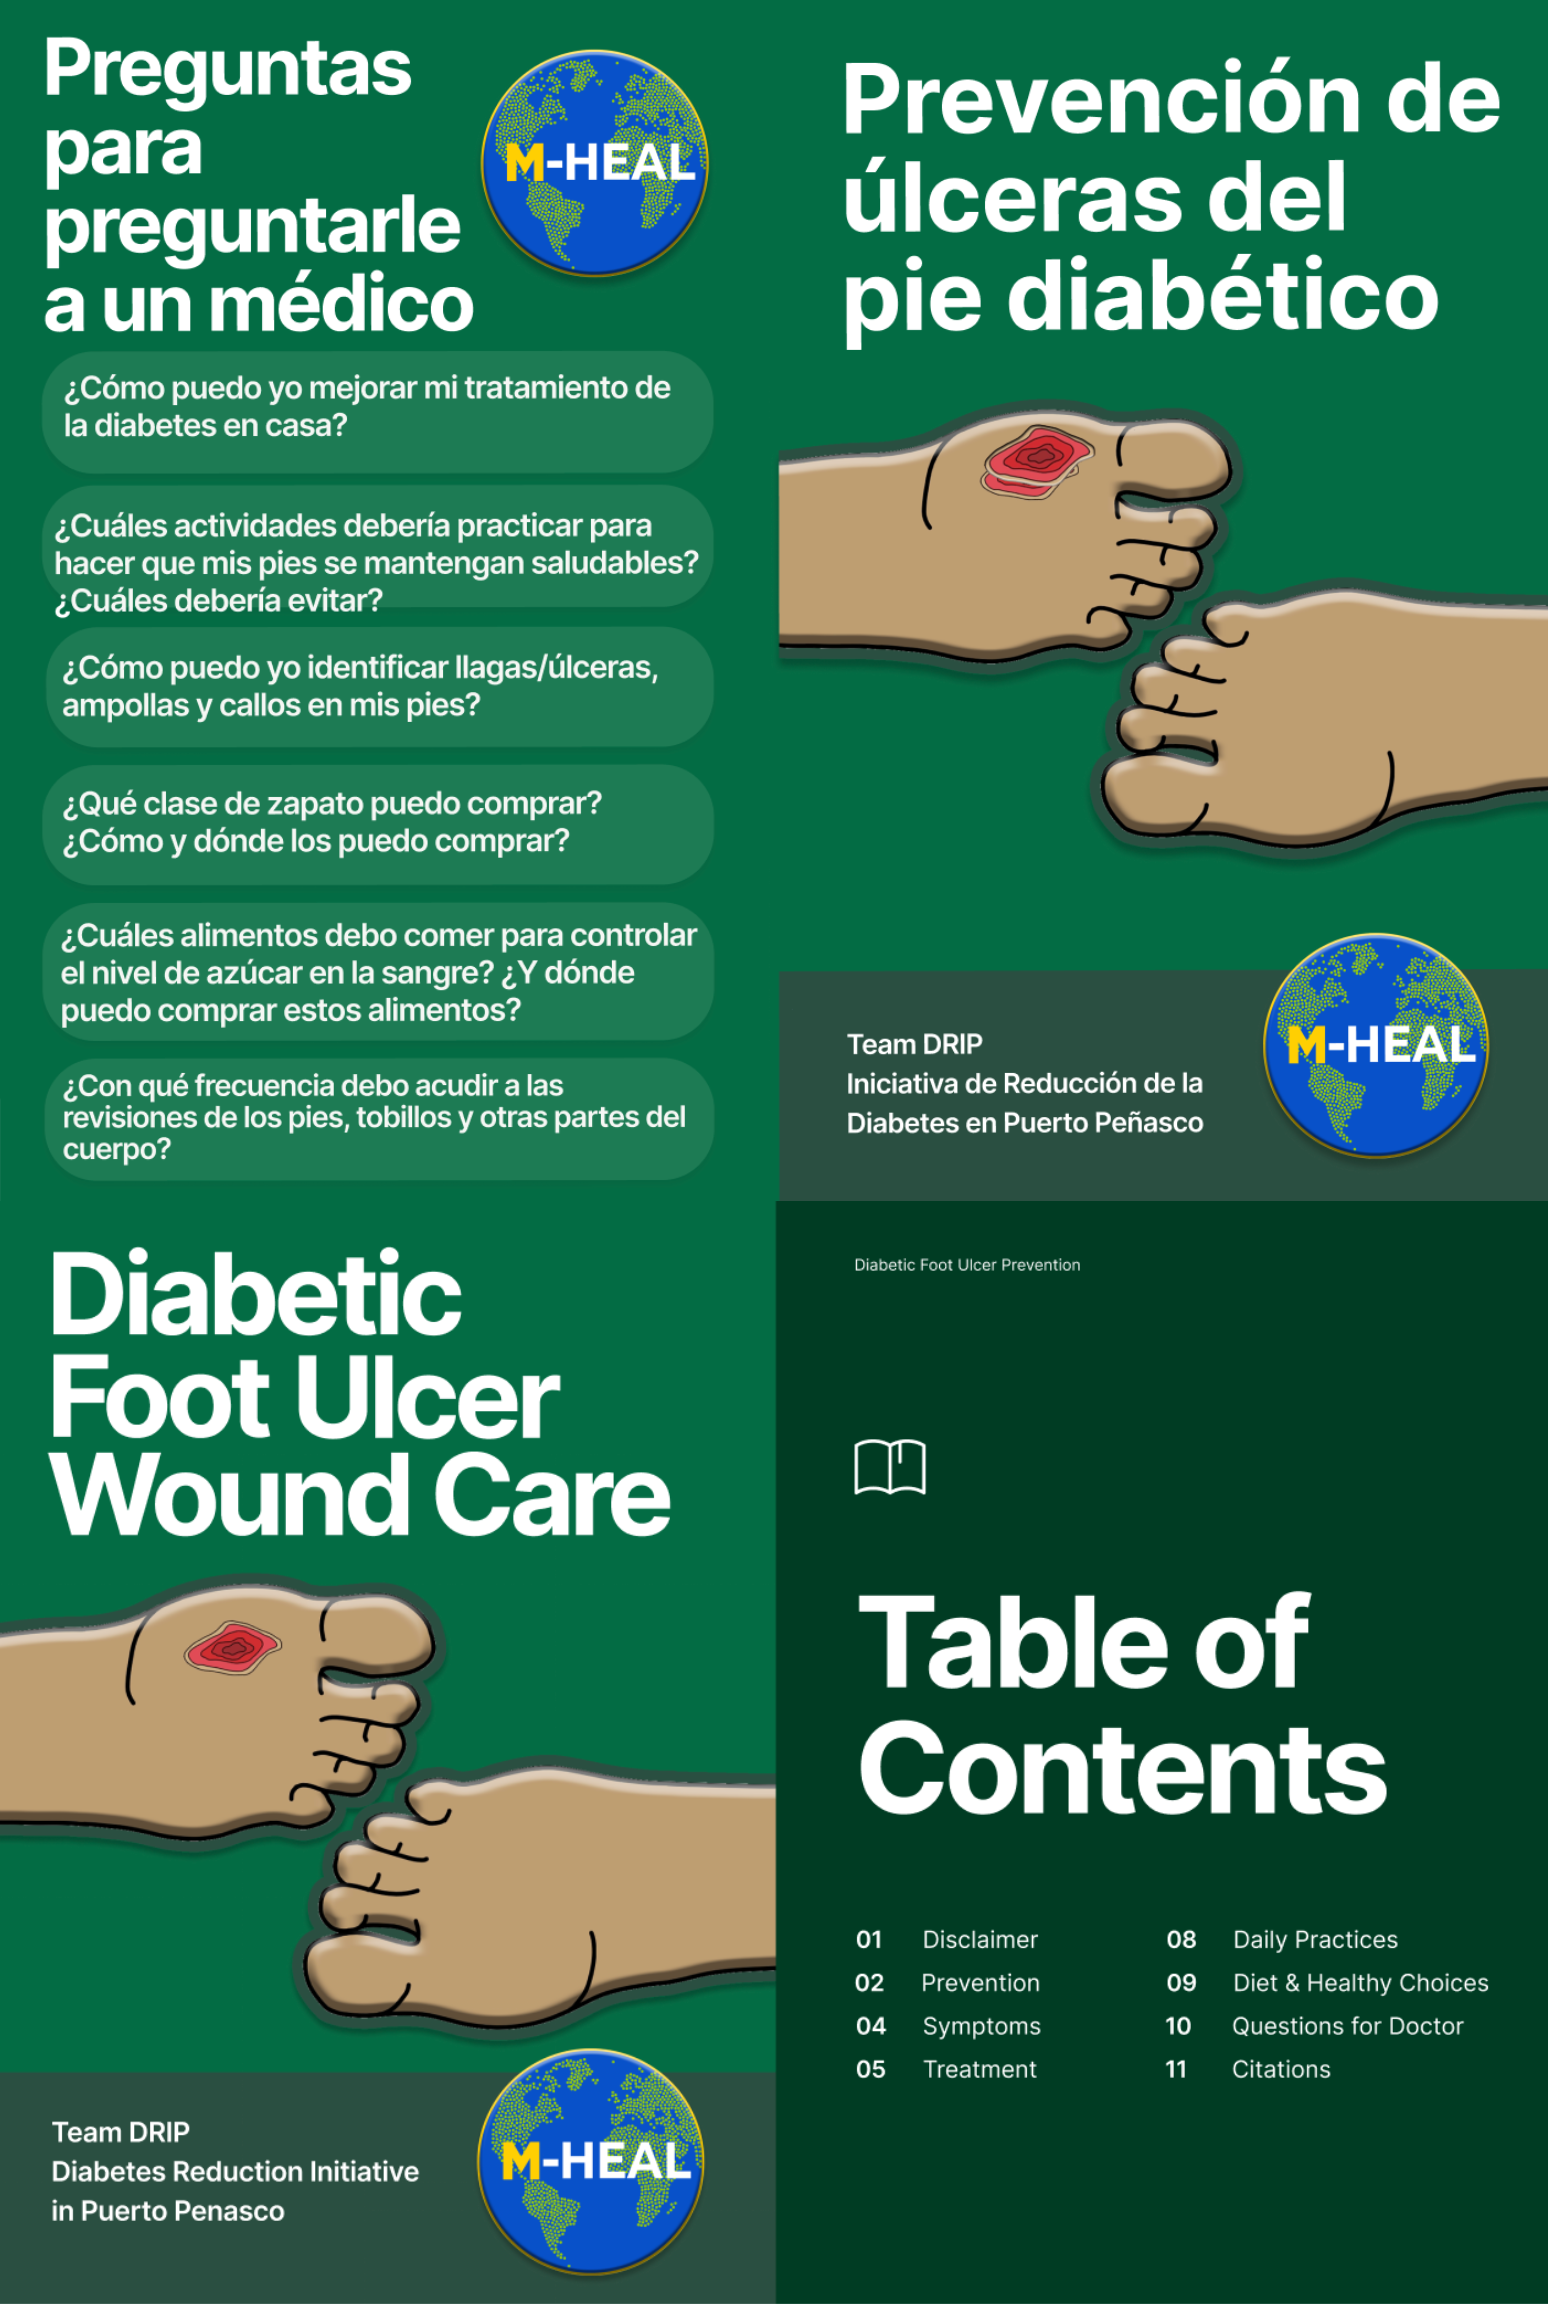 Preguntas
para
preguntarle
a un médico
M-HEAL
¿Cómo puedo yo mejorar mi tratamiento de
la diabetes en casa?
¿Cuáles actividades debería practicar para
hacer que mis pies se mantengan saludables?
¿Cuáles debería evitar?
¿Cómo puedo yo identificar llagas/úlceras,
ampollas y callos en mis pies?
¿Qué clase de zapato puedo comprar?
¿Cómo y dónde los puedo comprar?
¿Cuáles alimentos debo comer para controlar
el nivel de azúcar en la sangre? ¿Y dónde
puedo comprar estos alimentos?
¿Con qué frecuencia debo acudir a las
revisiones de los pies, tobillos y otras partes del
cuerpo?
Prevención de
úlceras del
pie diabético
Team DRIP
Iniciativa de Reducción de la
Diabetes en Puerto Peñasco
M-HEAL
Diabetic
Foot Ulcer
Wound Care
Team DRIP
Diabetes Reduction Initiative
in Puerto Penasco
M-HEAL
Diabetic Foot Ulcer Prevention
Table of
Contents
01 Disclaimer
02 Prevention
04 Symptoms
05 Treatment
08 Daily Practices
09 Diet & Healthy Choices
10 Questions for Doctor
11 Citations